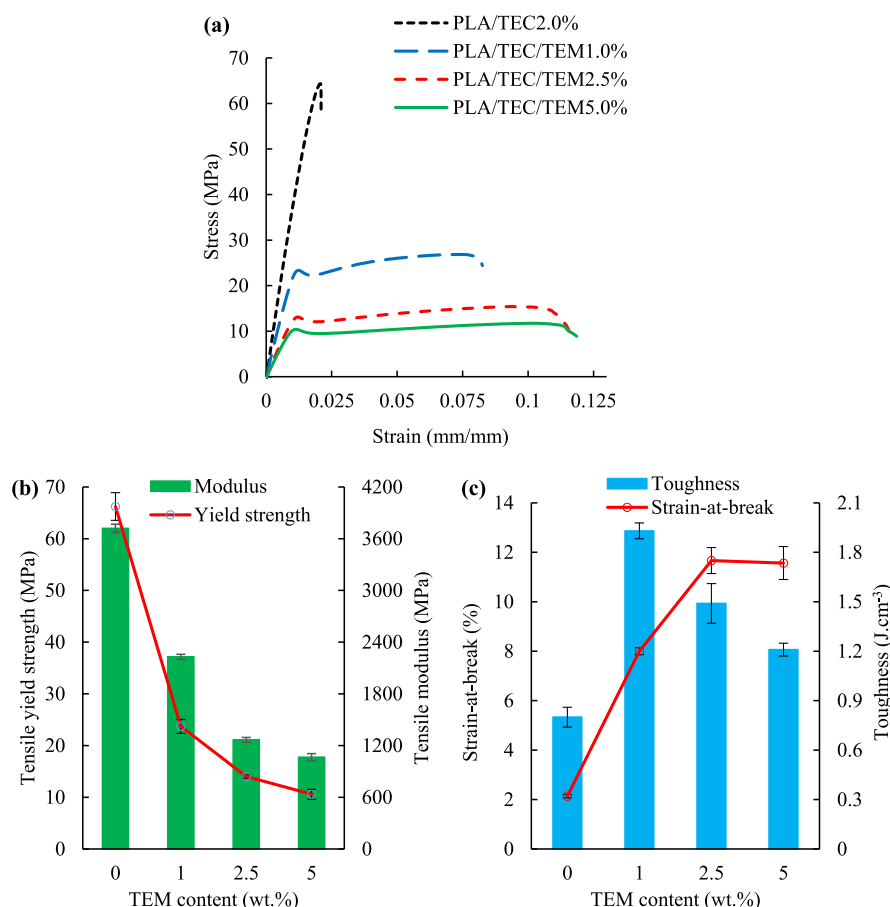 (a)
PLA/TEC2.0%
PLA/TEC/TEM1.0%
PLA/TEC/TEM2.5%
PLA/TEC/TEM5.0%
70
60
50
40
30
20
10
0
Stress (MPa)
0 0.025 0.05 0.075 0.1 0.125
Strain (mm/mm)
(b)
Modulus
Yield strength
70
60
50
40
30
20
10
0
Tensile yield strength (MPa)
4200
3600
3000
2400
1800
1200
600
0
Tensile modulus (MPa)
0 1 2.5 5
TEM content (wt.%)
(c)
Toughness
Strain-at-break
14
12
10
8
6
4
2
0
Strain-at-break (%)
2.1
1.8
1.5
1.2
0.9
0.6
0.3
0
Toughness (J.cm⁻³)
0 1 2.5 5
TEM content (wt.%)